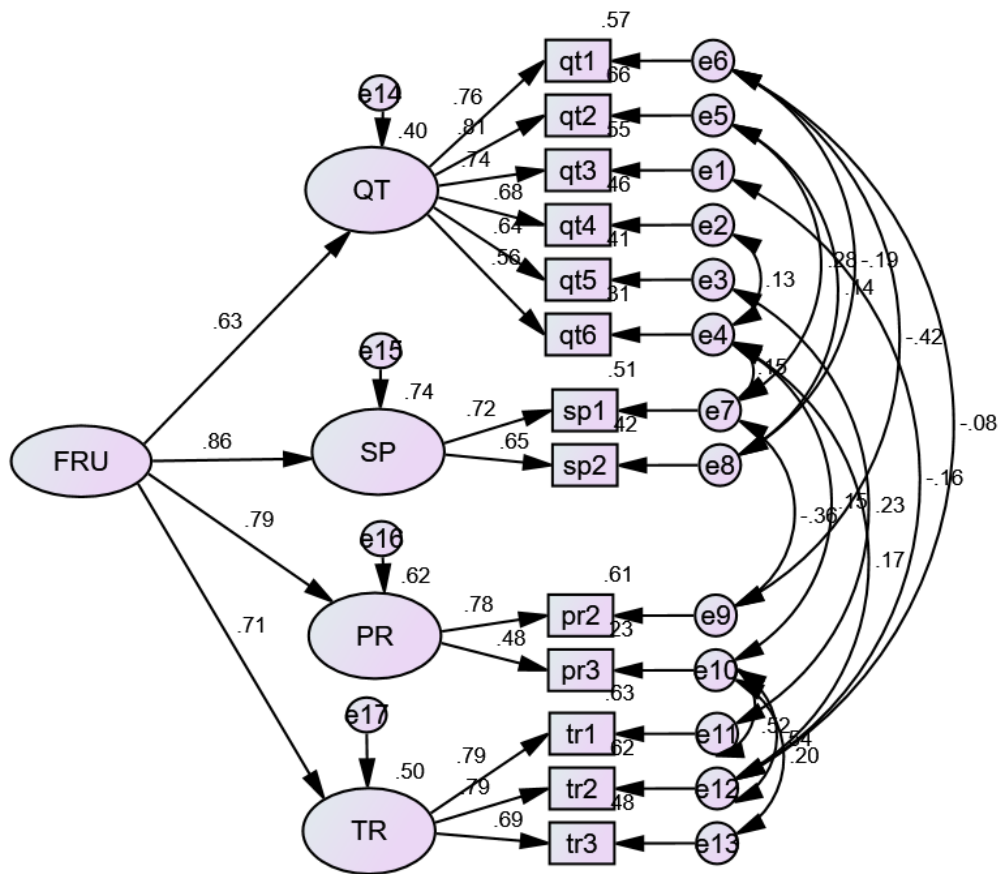 .57
qt1
e6
.66
e14
.76
.40
.81
qt2
e5
.55
.74
QT
qt3
e1
.46
.68
qt4
e2
.41
.64
.56
qt5
e3
.31
.28
-.19
.14
.13
qt6
e4
-.42
.63
e15
.74
.51
.15
.72
sp1
e7
.42
-.08
FRU
.86
SP
.65
sp2
e8
-.16
-.36
.15
.23
.79
e16
.62
.61
.17
.78
pr2
e9
.23
.71
PR
.48
pr3
e10
.63
e17
.79
tr1
e11
.52
.54
.20
.62
.50
.79
tr2
e12
.48
TR
.69
tr3
e13